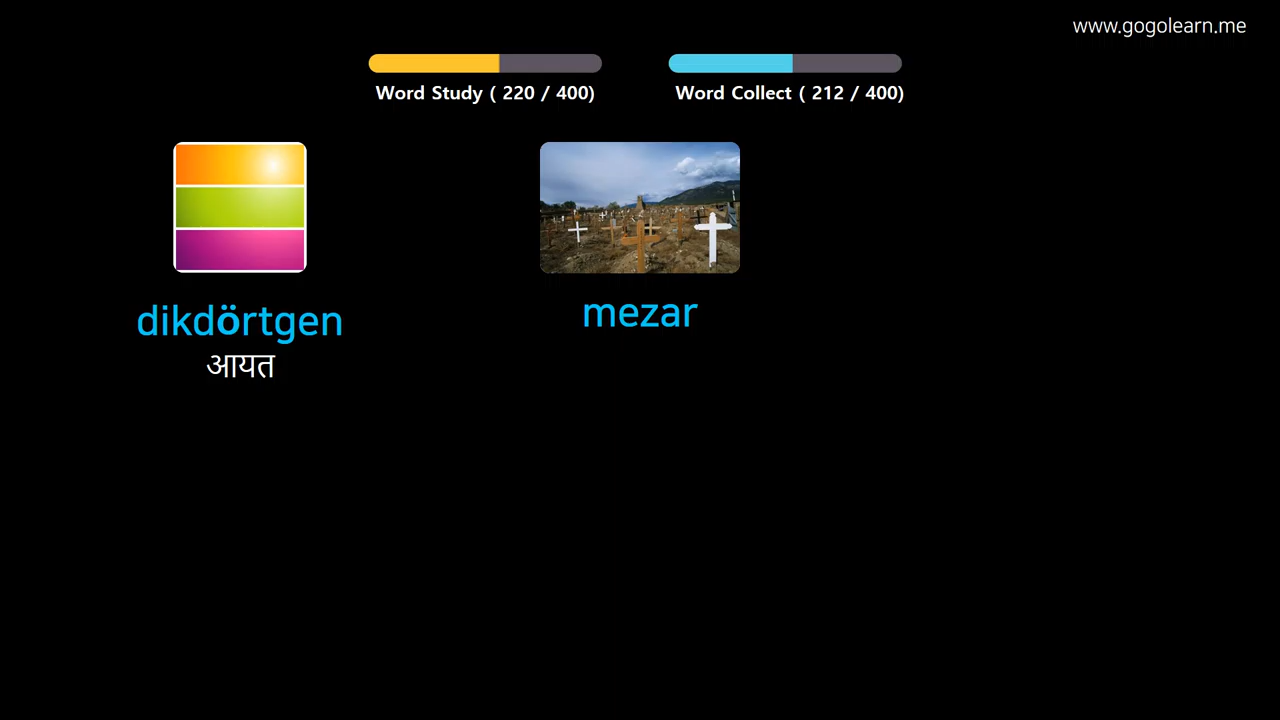 www.gogolearn.me
Word Study ( 220 / 400)
Word Collect ( 212 / 400)
dikdörtgen
आयत
mezar